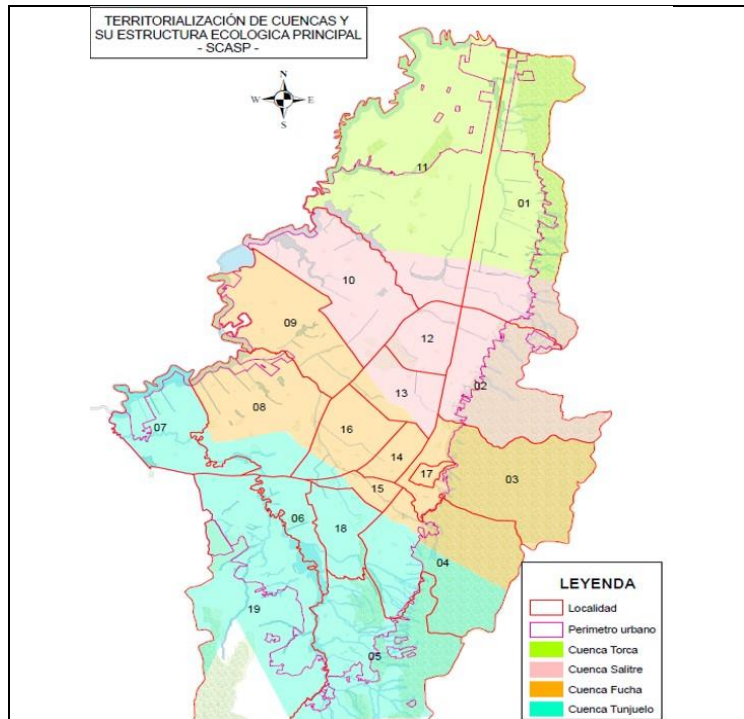 TERRITORIALIZACIÓN DE CUENCAS Y
SU ESTRUCTURA ECOLOGICA PRINCIPAL
- SCASP -
N
W E
S
11
01
10
09
12
02
13
07
08
16
14
17
03
15
06
18
04
19
05
LEYENDA
Localidad
Perimetro urbano
Cuenca Torca
Cuenca Salitre
Cuenca Fucha
Cuenca Tunjuelo